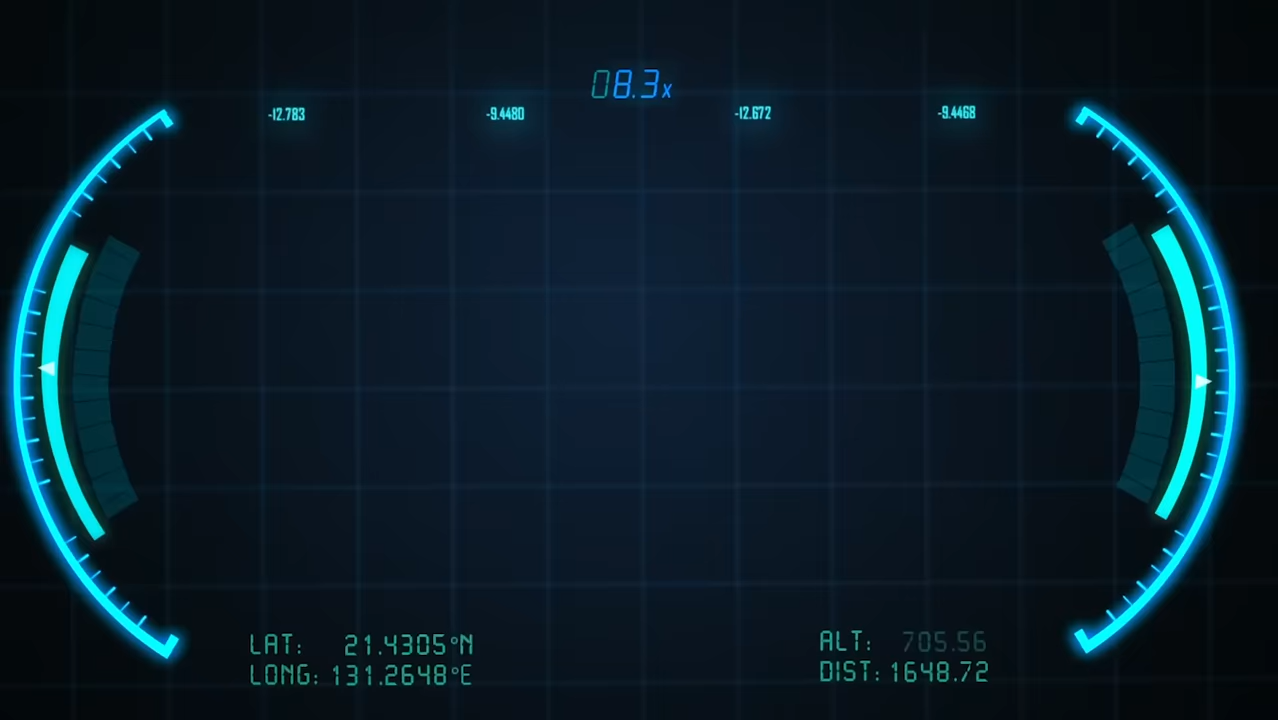 08.3x
-12.783 -9.4480 -12.672 -9.4468
LAT: 21.4305°N
LONG: 131.2648°E
ALT: 705.56
DIST: 1648.72